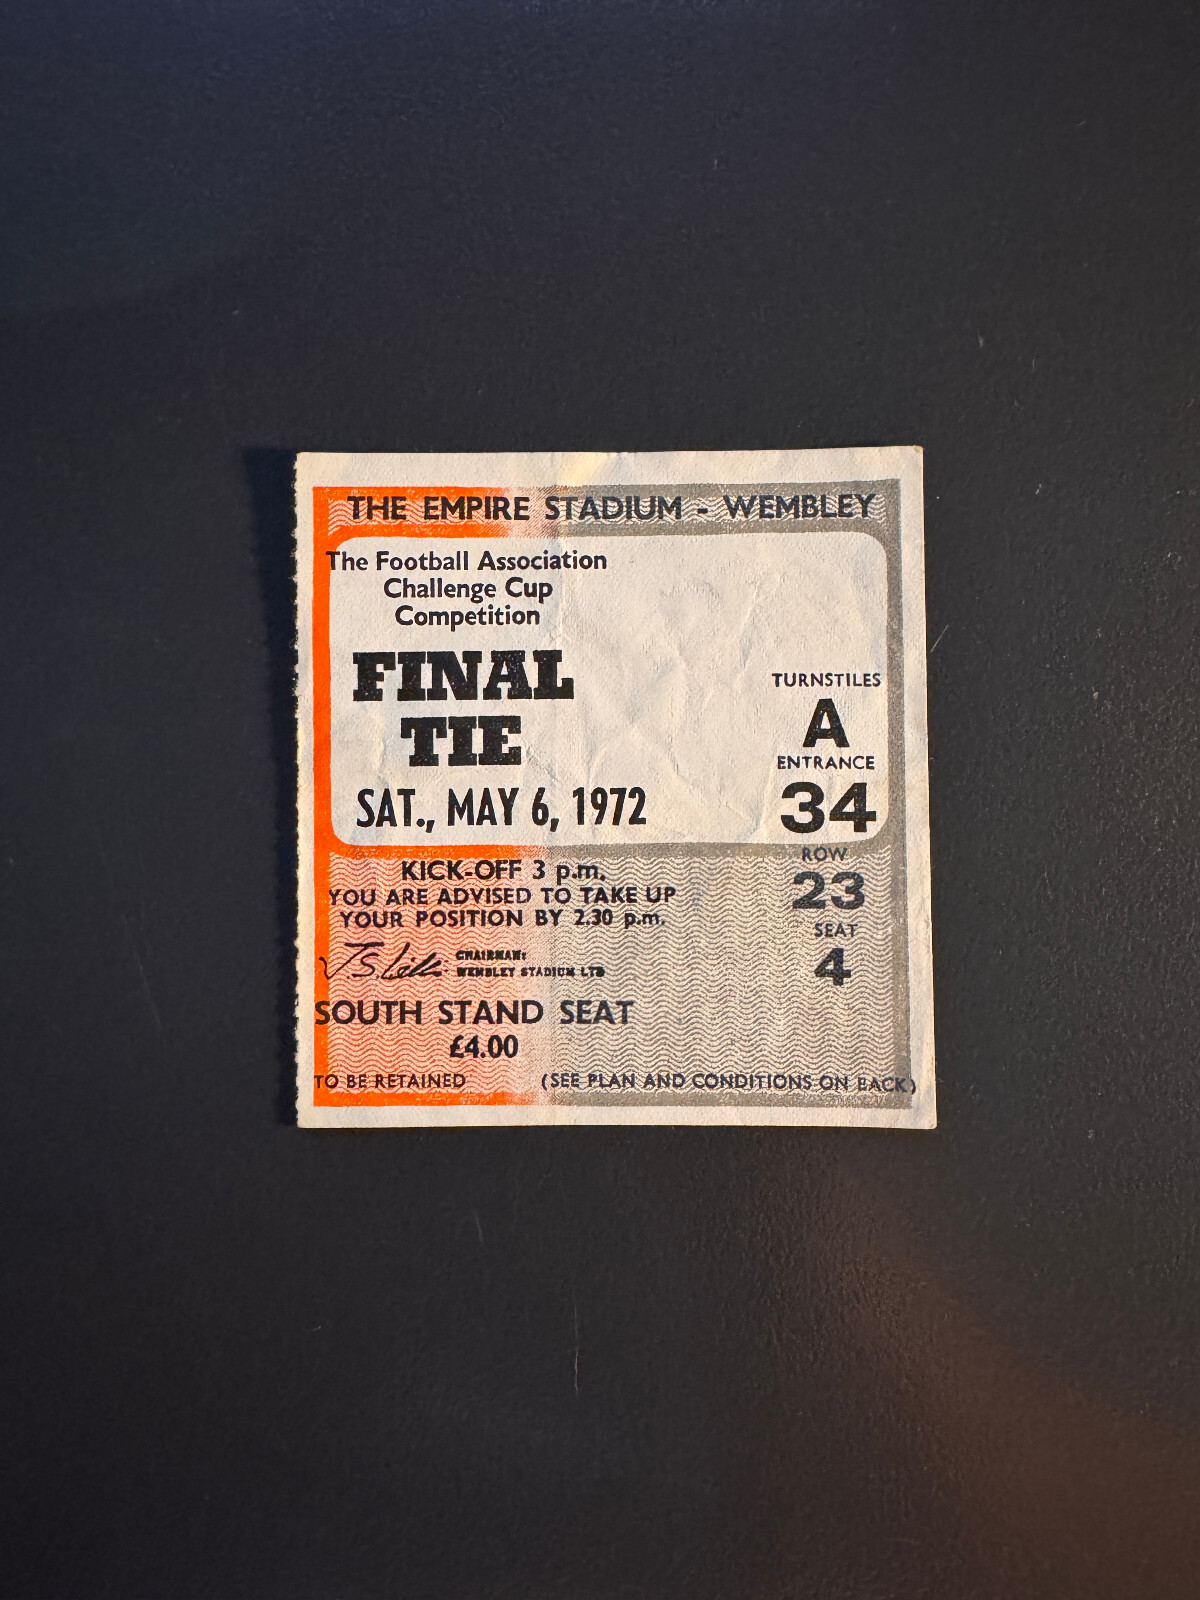 THE EMPIRE STADIUM - WEMBLEY
The Football Association
Challenge Cup
Competition
FINAL
TIE
SAT., MAY 6, 1972
TURNSTILES
A
ENTRANCE
34
ROW
23
SEAT
4
KICK-OFF 3 p.m.
YOU ARE ADVISED TO TAKE UP
YOUR POSITION BY 2.30 p.m.
CHAIRMAN:
WEMBLEY STADIUM LTD
SOUTH STAND SEAT
£4.00
TO BE RETAINED (SEE PLAN AND CONDITIONS ON BACK)